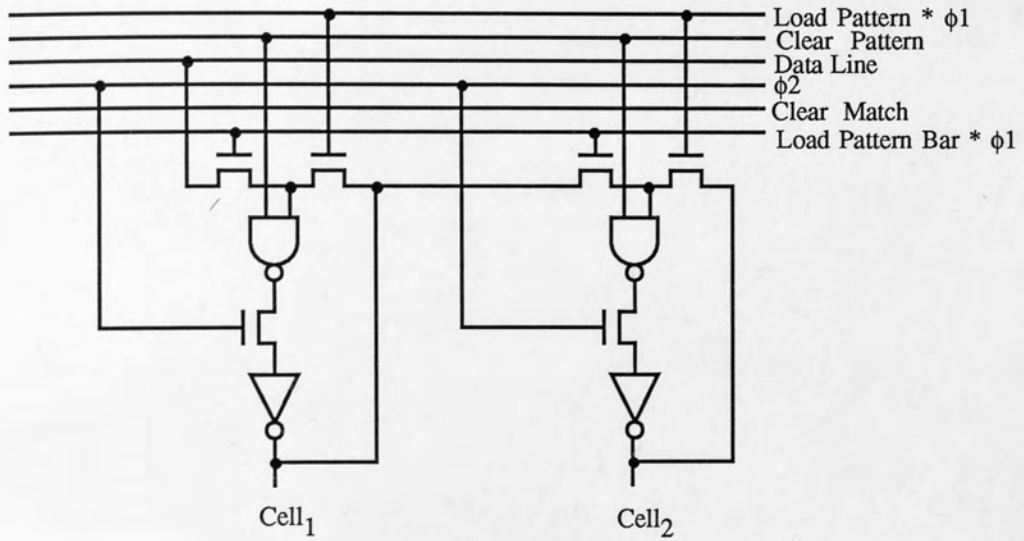 Load Pattern * ϕ1
Clear Pattern
Data Line
ϕ2
Clear Match
Load Pattern Bar * ϕ1
Cell1
Cell2